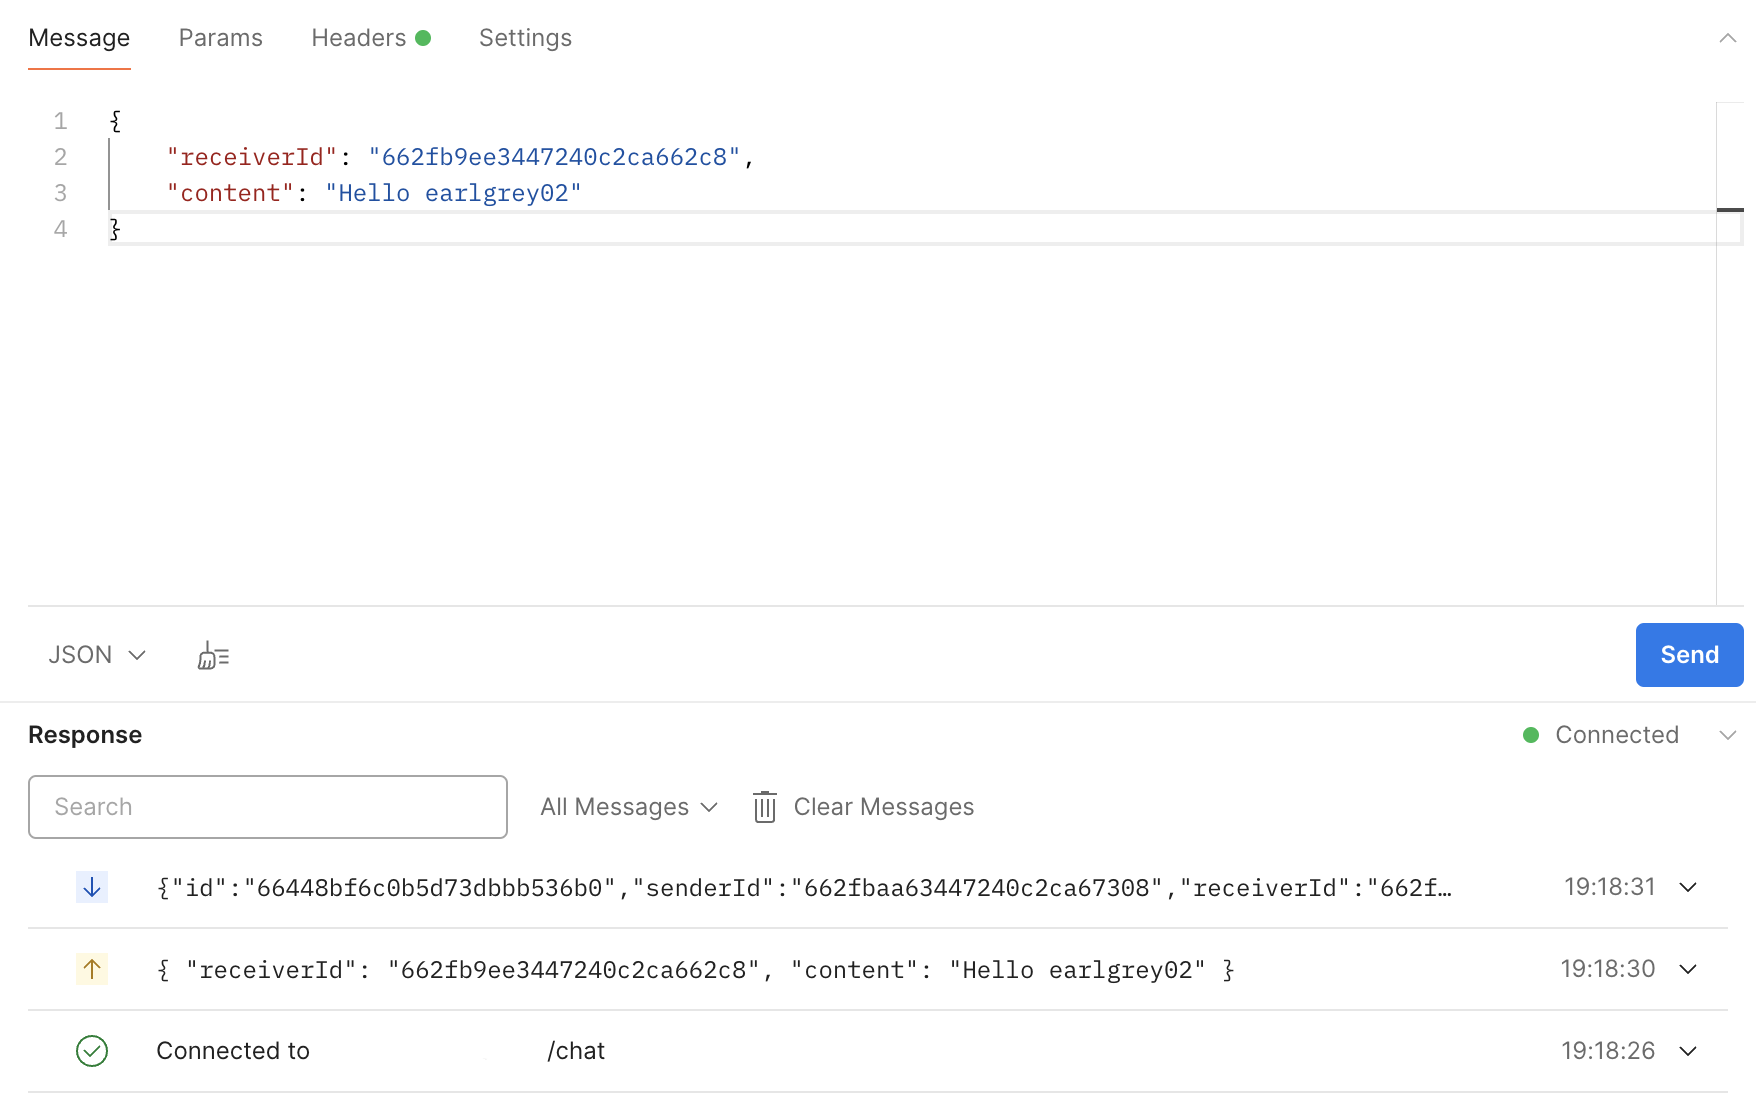 Message Params Headers Settings
1 {
2 "receiverId": "662fb9ee3447240c2ca662c8",
3 "content": "Hello earlgrey02"
4 }
JSON Send
Response Connected
Search All Messages Clear Messages
{"id":"66448bf6c0b5d73dbbb536b0","senderId":"662fbaa63447240c2ca67308","receiverId":"662f… 19:18:31
{ "receiverId": "662fb9ee3447240c2ca662c8", "content": "Hello earlgrey02" } 19:18:30
Connected to /chat 19:18:26